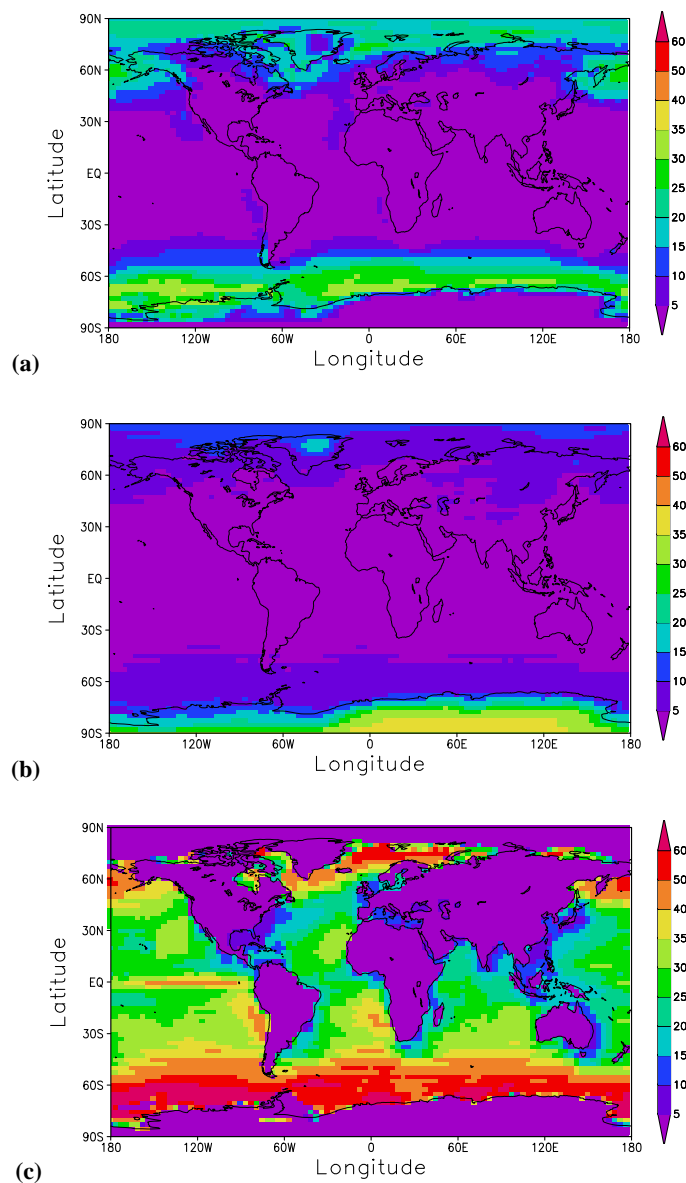 90N
60N
30N
EQ
30S
60S
90S
Latitude
180
120W
60W
0
60E
120E
180
Longitude
60
50
40
35
30
25
20
15
10
5
(a)
90N
60N
30N
EQ
30S
60S
90S
Latitude
180
120W
60W
0
60E
120E
180
Longitude
60
50
40
35
30
25
20
15
10
5
(b)
90N
60N
30N
EQ
30S
60S
90S
Latitude
180
120W
60W
0
60E
120E
180
Longitude
60
50
40
35
30
25
20
15
10
5
(c)